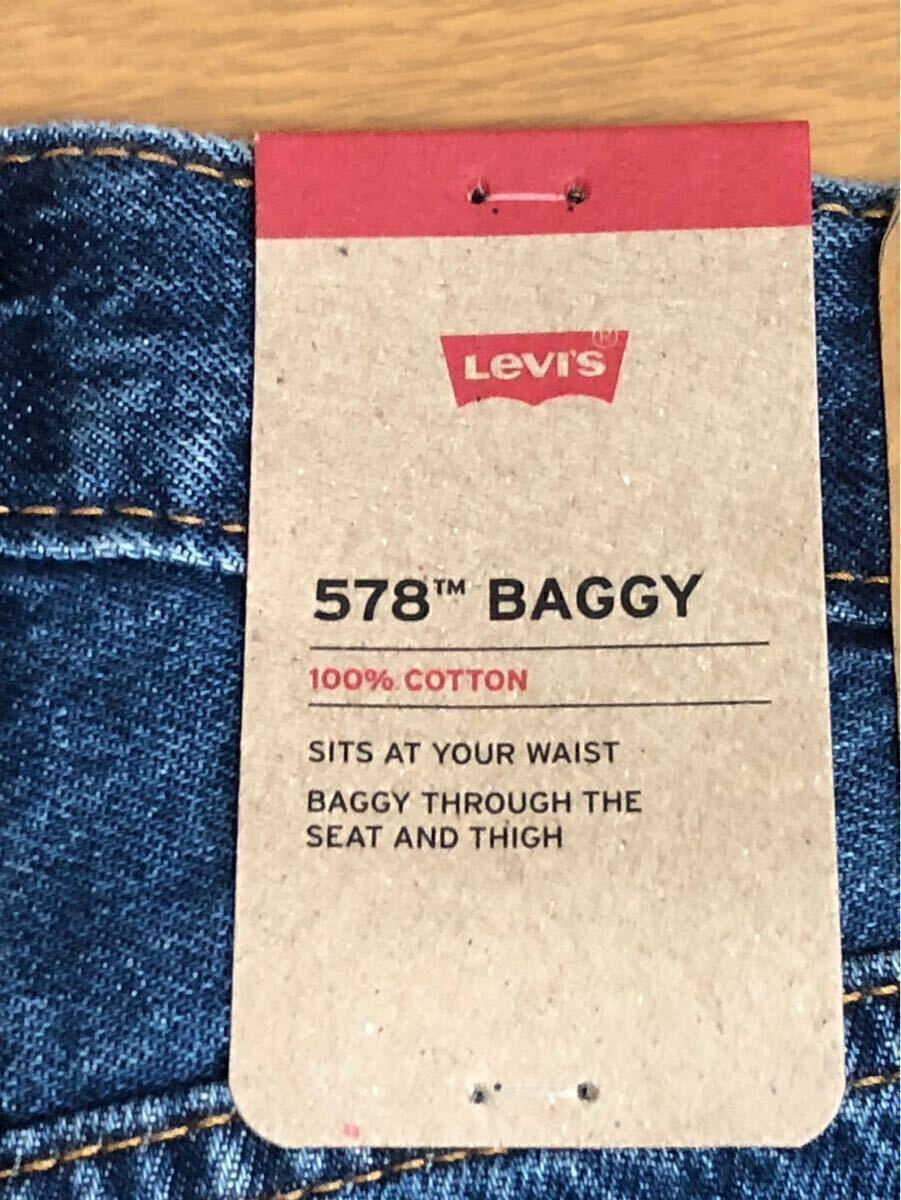 Levi's®
578™ BAGGY
100% COTTON
SITS AT YOUR WAIST
BAGGY THROUGH THE
SEAT AND THIGH